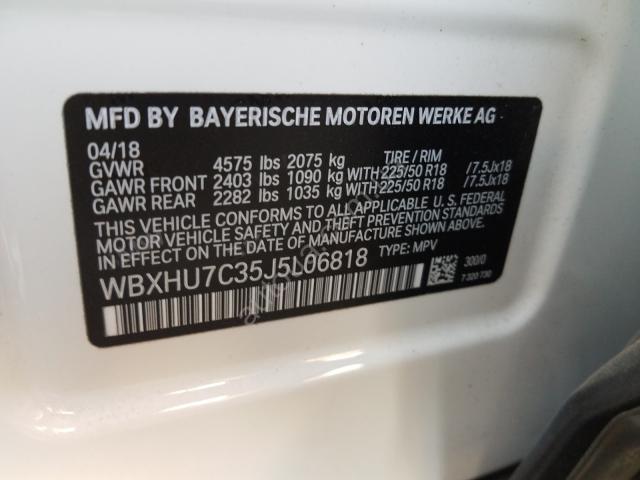 MFD BY BAYERISCHE MOTOREN WERKE AG
04/18 TIRE / RIM
GVWR 4575 lbs 2075 kg
GAWR FRONT 2403 lbs 1090 kg WITH 225/50 R18 /7.5Jx18
GAWR REAR 2282 lbs 1035 kg WITH 225/50 R18 /7.5Jx18
THIS VEHICLE CONFORMS TO ALL APPLICABLE U. S. FEDERAL
MOTOR VEHICLE SAFETY AND THEFT PREVENTION STANDARDS
IN EFFECT ON THE DATE OF MANUFACTURE SHOWN ABOVE.
WBXHU7C35J5L06818 TYPE: MPV
300/0
7 320 730